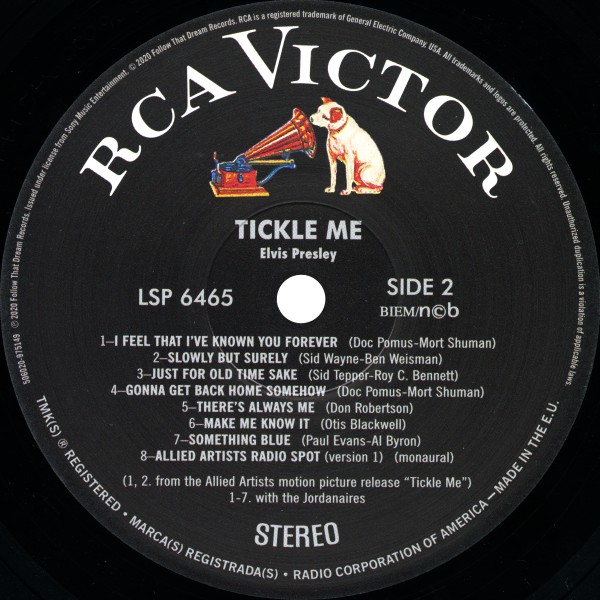 ℗ 2020 Follow That Dream Records. Issued under license from Sony Music Entertainment. © 2020 Follow That Dream Records. RCA is a registered trademark of General Electric Company, USA. All trademarks and logos are protected. All rights reserved. Unauthorized duplication is a violation of applicable laws.
RCA VICTOR
TICKLE ME
Elvis Presley
LSP 6465
SIDE 2
BIEM/n©b
1–I FEEL THAT I'VE KNOWN YOU FOREVER (Doc Pomus-Mort Shuman)
2–SLOWLY BUT SURELY (Sid Wayne-Ben Weisman)
3–JUST FOR OLD TIME SAKE (Sid Tepper-Roy C. Bennett)
4–GONNA GET BACK HOME SOMEHOW (Doc Pomus-Mort Shuman)
5–THERE'S ALWAYS ME (Don Robertson)
6–MAKE ME KNOW IT (Otis Blackwell)
7–SOMETHING BLUE (Paul Evans-Al Byron)
8–ALLIED ARTISTS RADIO SPOT (version 1) (monaural)
(1, 2. from the Allied Artists motion picture release "Tickle Me")
1-7. with the Jordanaires
STEREO
506020-975149
TMK(S) ® REGISTERED • MARCA(S) REGISTRADA(S) • RADIO CORPORATION OF AMERICA – MADE IN THE E.U.